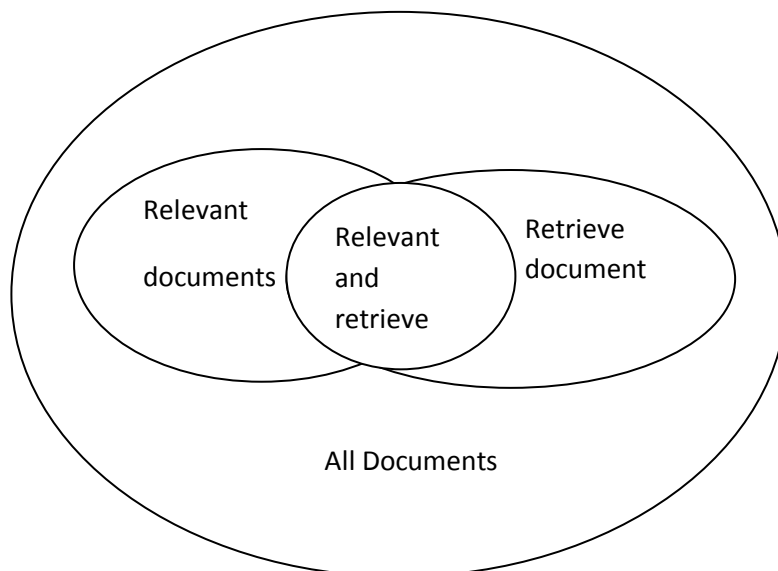 Relevant
documents
Relevant
and
retrieve
Retrieve
document
All Documents